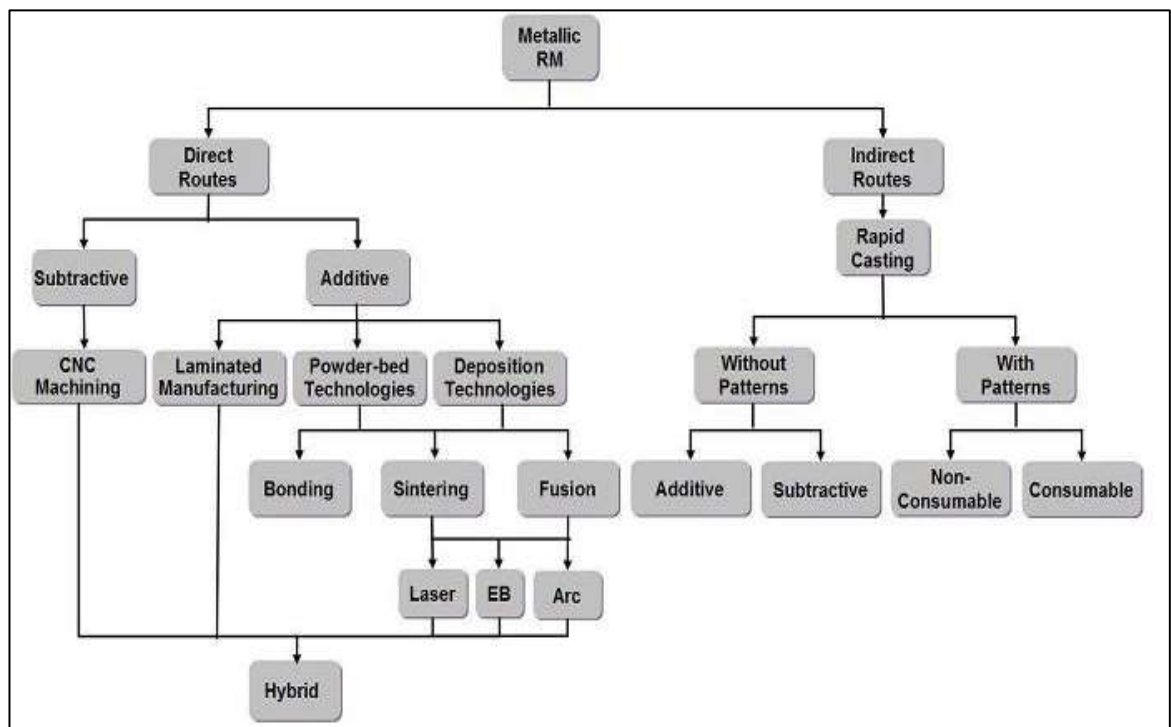 Metallic
RM
Direct
Routes
Indirect
Routes
Subtractive
Additive
Rapid
Casting
CNC
Machining
Laminated
Manufacturing
Powder-bed
Technologies
Deposition
Technologies
Without
Patterns
With
Patterns
Bonding
Sintering
Fusion
Additive
Subtractive
Non-
Consumable
Consumable
Laser
EB
Arc
Hybrid